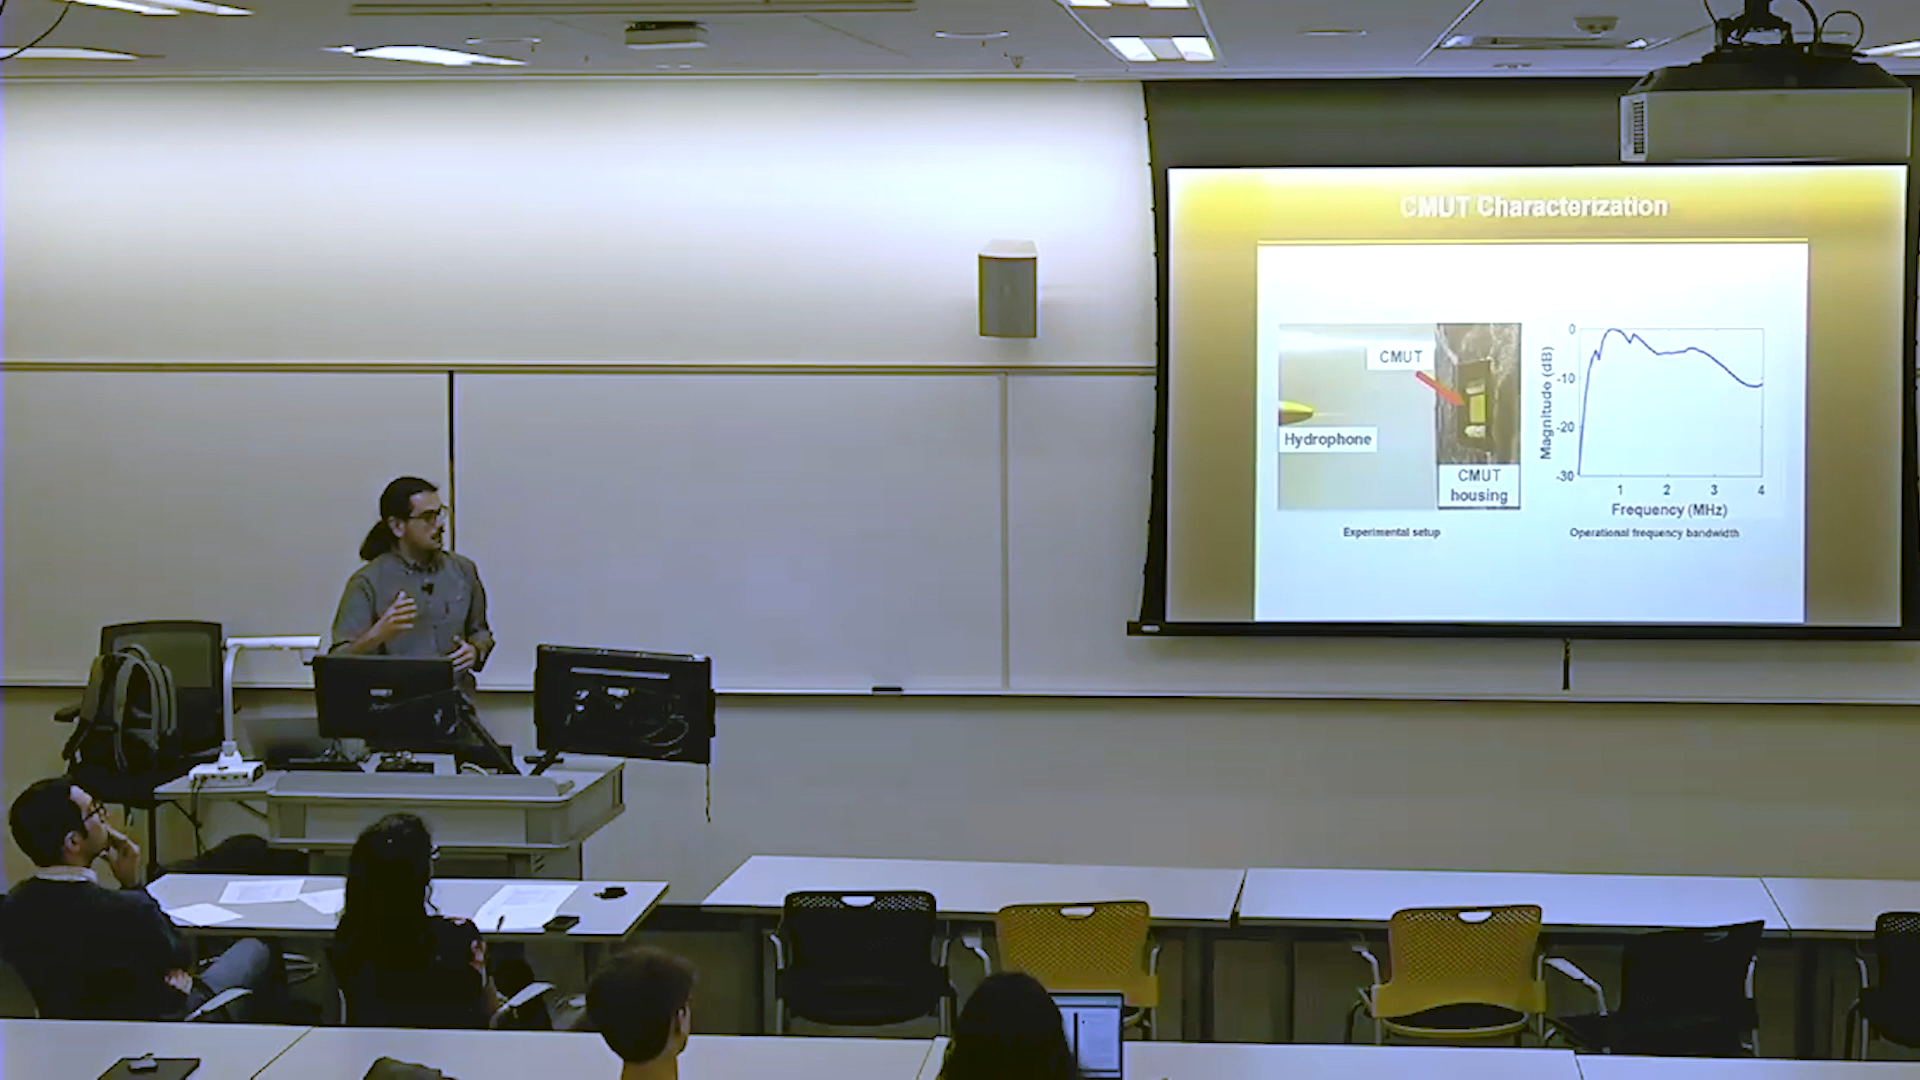 CMUT Characterization
CMUT
Hydrophone
CMUT
housing
Experimental setup
0
-10
-20
-30
Magnitude (dB)
1 2 3 4
Frequency (MHz)
Operational frequency bandwidth